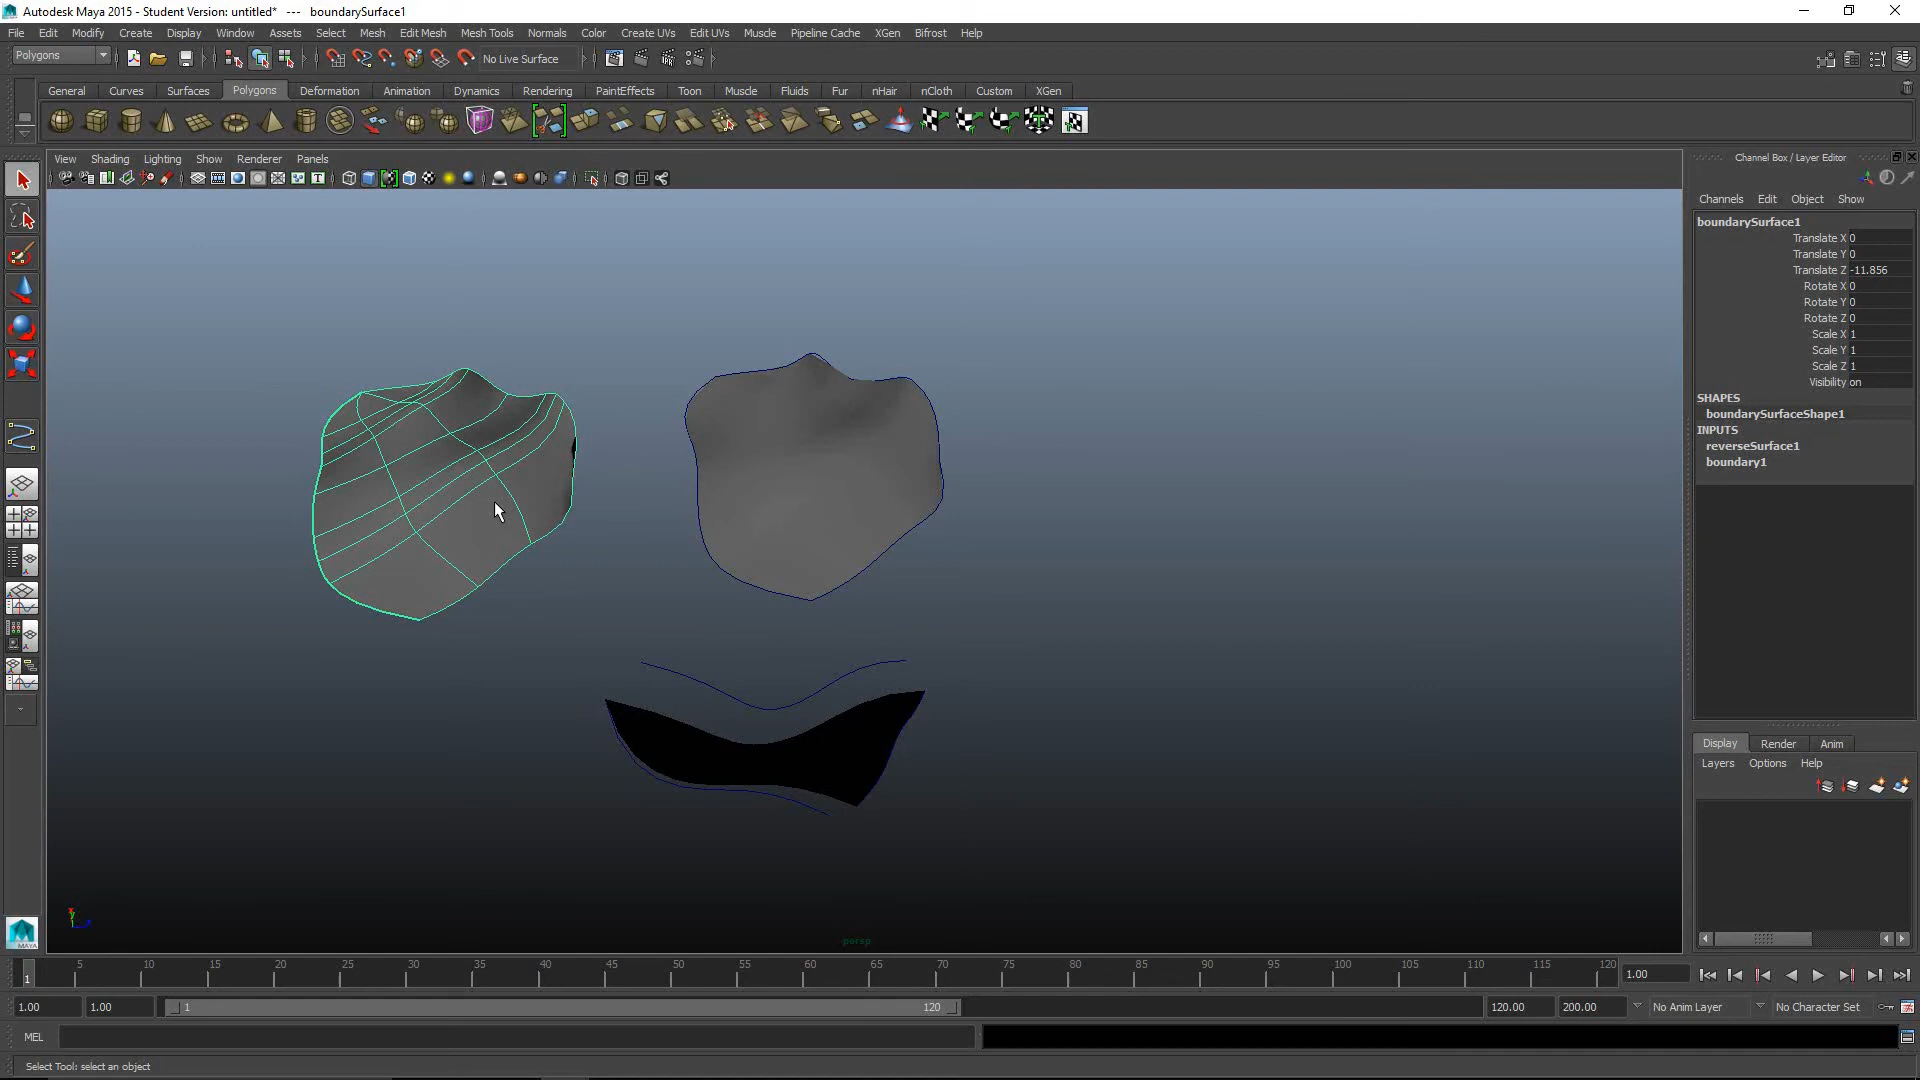 Autodesk Maya 2015 - Student Version: untitled*   ---   boundarySurface1
File Edit Modify Create Display Window Assets Select Mesh Edit Mesh Mesh Tools Normals Color Create UVs Edit UVs Muscle Pipeline Cache XGen Bifrost Help
Polygons No Live Surface
General Curves Surfaces Polygons Deformation Animation Dynamics Rendering PaintEffects Toon Muscle Fluids Fur nHair nCloth Custom XGen
View Shading Lighting Show Renderer Panels
Channel Box / Layer Editor
Channels Edit Object Show
boundarySurface1
Translate X 0
Translate Y 0
Translate Z -11.856
Rotate X 0
Rotate Y 0
Rotate Z 0
Scale X 1
Scale Y 1
Scale Z 1
Visibility on
SHAPES
boundarySurfaceShape1
INPUTS
reverseSurface1
boundary1
Display Render Anim
Layers Options Help
persp
MAYA
1 5 10 15 20 25 30 35 40 45 50 55 60 65 70 75 80 85 90 95 100 105 110 115 120 1.00
1.00 1.00 1 120 120.00 200.00 No Anim Layer No Character Set
MEL
Select Tool: select an object